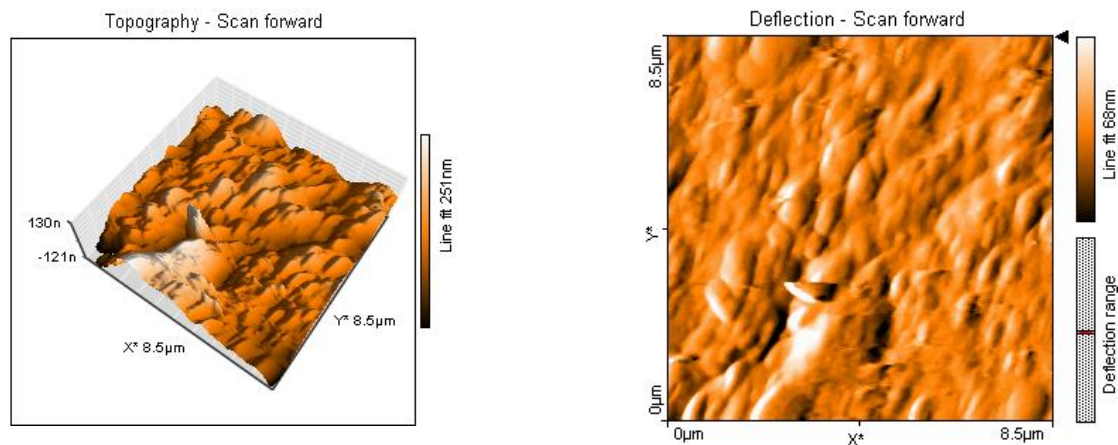 Topography - Scan forward
130n
-121n
X* 8.5µm
Y* 8.5µm
Line fit 251nm
Deflection - Scan forward
8.5µm
Y*
0µm
0µm
X*
8.5µm
Line fit 68nm
Deflection range